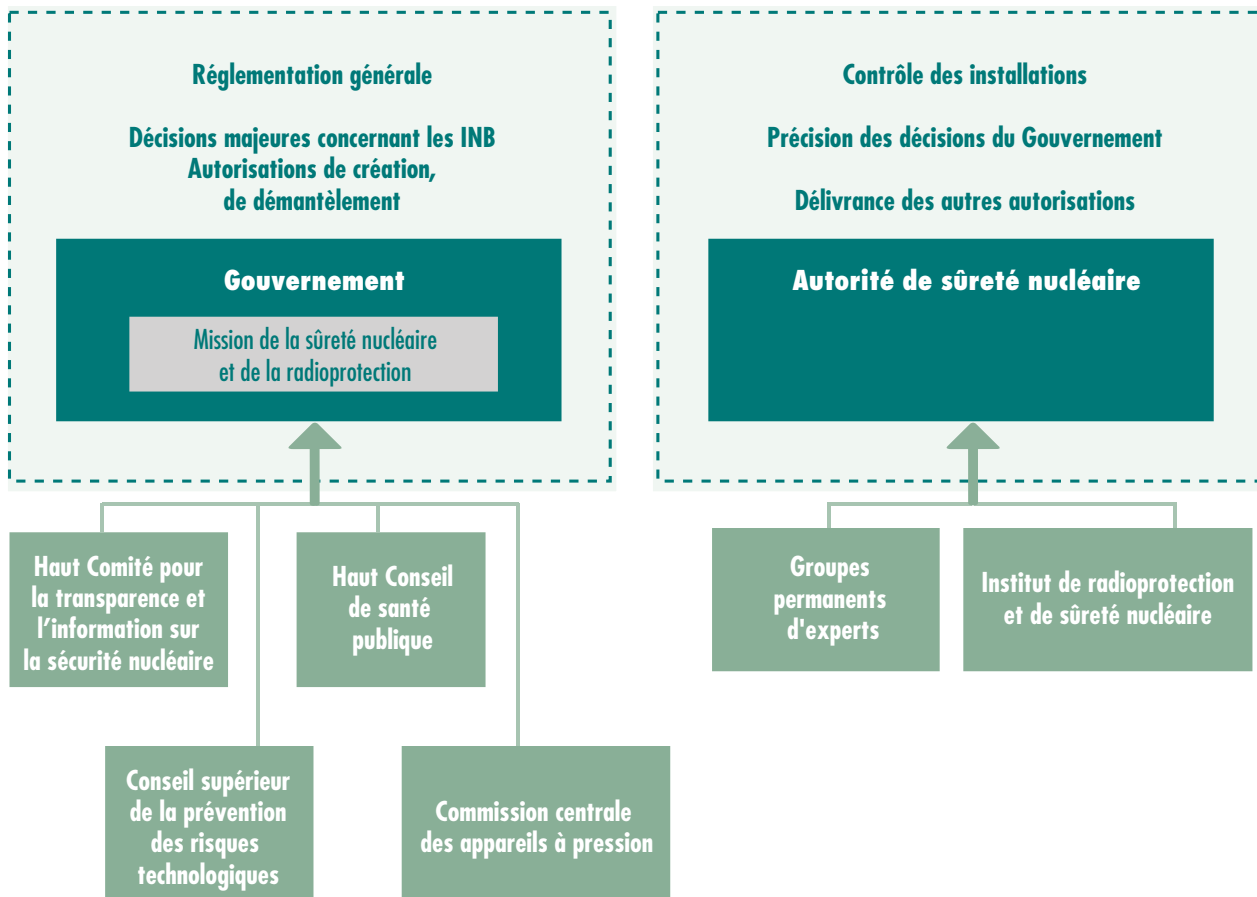 Réglementation générale
Décisions majeures concernant les INB
Autorisations de création,
de démantèlement
Gouvernement
Mission de la sûreté nucléaire
et de la radioprotection
Contrôle des installations
Précision des décisions du Gouvernement
Délivrance des autres autorisations
Autorité de sûreté nucléaire
Haut Comité pour
la transparence et
l'information sur
la sécurité nucléaire
Haut Conseil
de santé
publique
Groupes
permanents
d'experts
Institut de radioprotection
et de sûreté nucléaire
Conseil supérieur
de la prévention
des risques
technologiques
Commission centrale
des appareils à pression